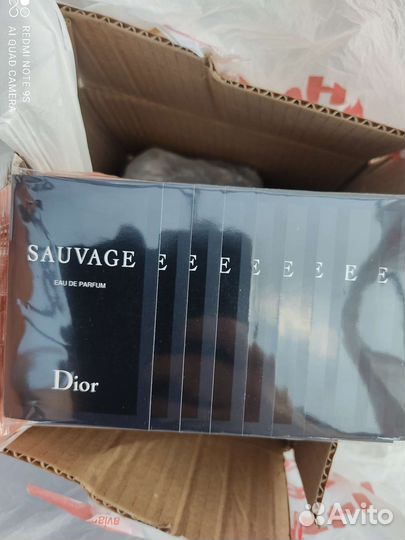 REDMI NOTE 9S
AI QUAD CAMERA
SAUVAGE E E E E E E E E
EAU DE PARFUM
Dior
Avito